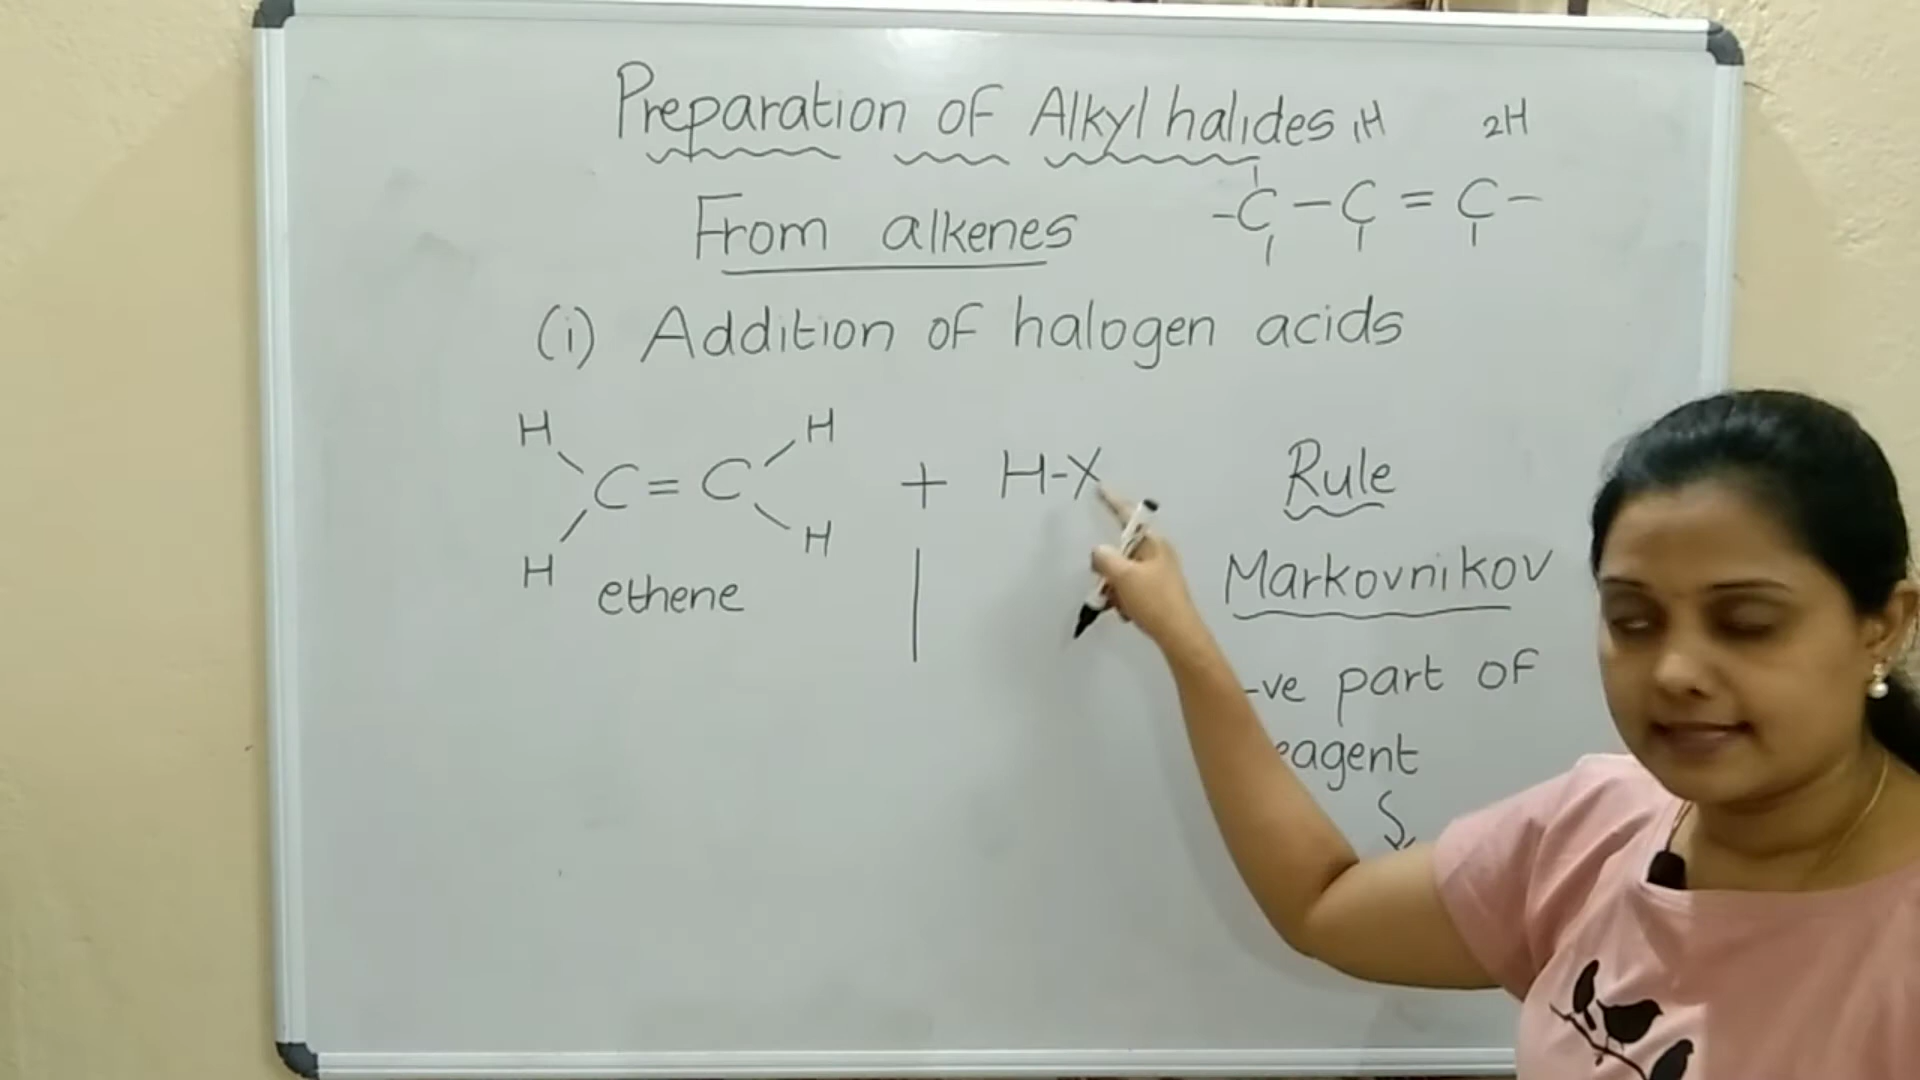 Preparation of Alkyl halides
1H 2H
-C-C=C-
From alkenes
(i) Addition of halogen acids
H H
C=C + H-X
H H
ethene
Rule
Markovnikov
-ve part of
eagent